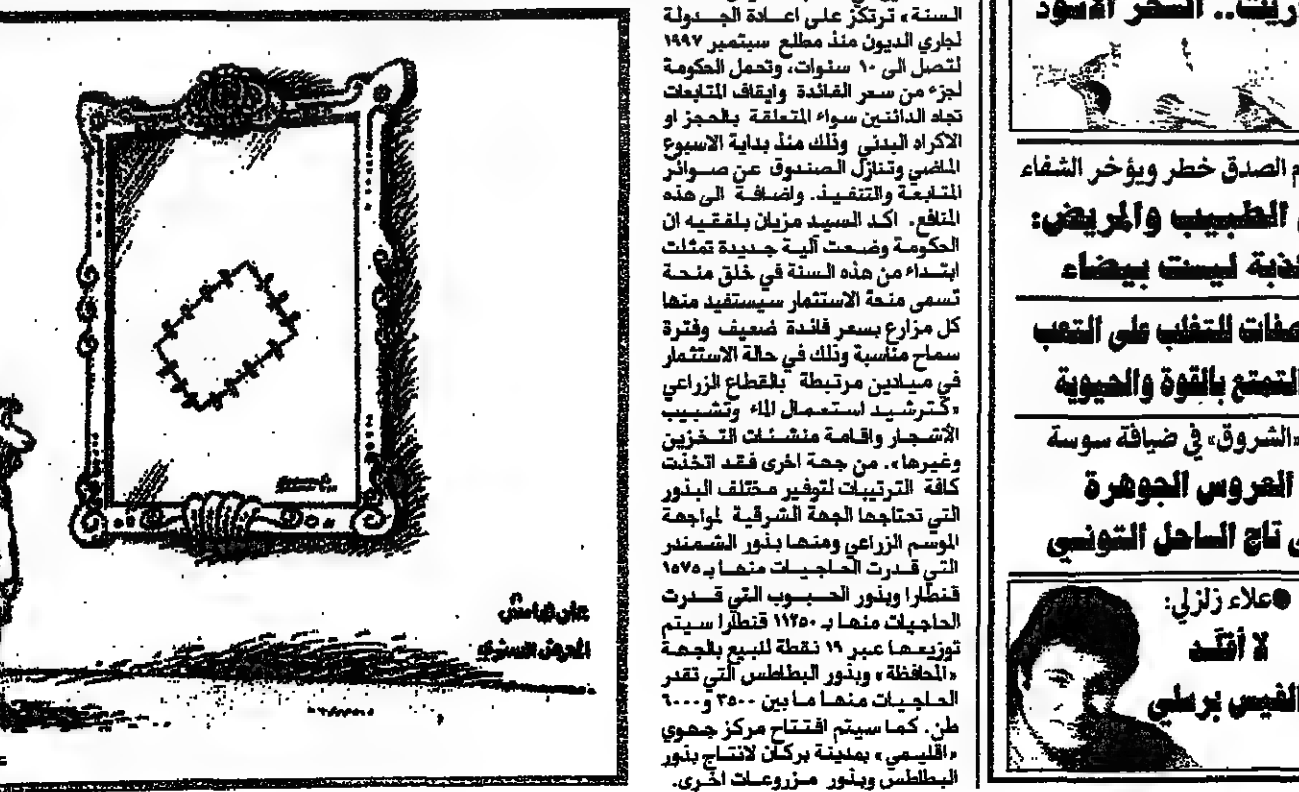 السنة» ترتكز على اعادة الجدولة
لجاري الديون منذ مطلع سبتمبر ١٩٩٧
لتصل الى ١٠ سنوات، وتحمل الحكومة
لجزء من سعر الفائدة وايقاف المتابعات
تجاه الدائنين سواء المتعلقة بالحجز او
الاكراه البدني وذلك منذ بداية الاسبوع
الماضي وتنازل الصندوق عن صوائر
المتابعة والتنفيذ. واضافة الى هذه
المنافع. اكد السيد مزيان بلفقيه ان
الحكومة وضعت آلية جديدة تمثلت
ابتداء من هذه السنة في خلق منحة
تسمى منحة الاستثمار سيستفيد منها
كل مزارع بسعر فائدة ضعيف وفترة
سماح مناسبة وذلك في حالة الاستثمار
في ميادين مرتبطة بالقطاع الزراعي
«كترشيد استعمال الماء وتشبيب
الأشجار واقامة منشئات التخزين
وغيرها». من جهة اخرى فقد اتخذت
كافة الترتيبات لتوفير مختلف البذور
التي تحتاجها الجهة الشرقية لمواجهة
الموسم الزراعي ومنها بذور الشمندر
التي قدرت الحاجيات منها بـ ١٥٧٥
قنطارا وبذور الحبوب التي قدرت
الحاجيات منها بـ ١١٢٥٠ قنطارا سيتم
توزيعها عبر ١٩ نقطة للبيع بالجهة
«المحافظة» وبذور البطاطس التي تقدر
الحاجيات منها ما بين ٣٥٠٠ و ٦٠٠٠
طن. كما سيتم افتتاح مركز جهوي
«اقليمي» بمدينة بركان لانتاج بذور
البطاطس وبذور مزروعات اخرى.
السحر الاسود
الصدق خطر ويؤخر الشفاء
الطبيب والمريض:
ليست بيضاء
للتغلب على التعب
التمتع بالقوة والحيوية
«الشروق» في ضيافة سوسة
العروس الجوهرة
تاج الساحل التونسي
●علاء زلزلي:
لا أقلّد
الفيس برسلي
المعرض السنوي